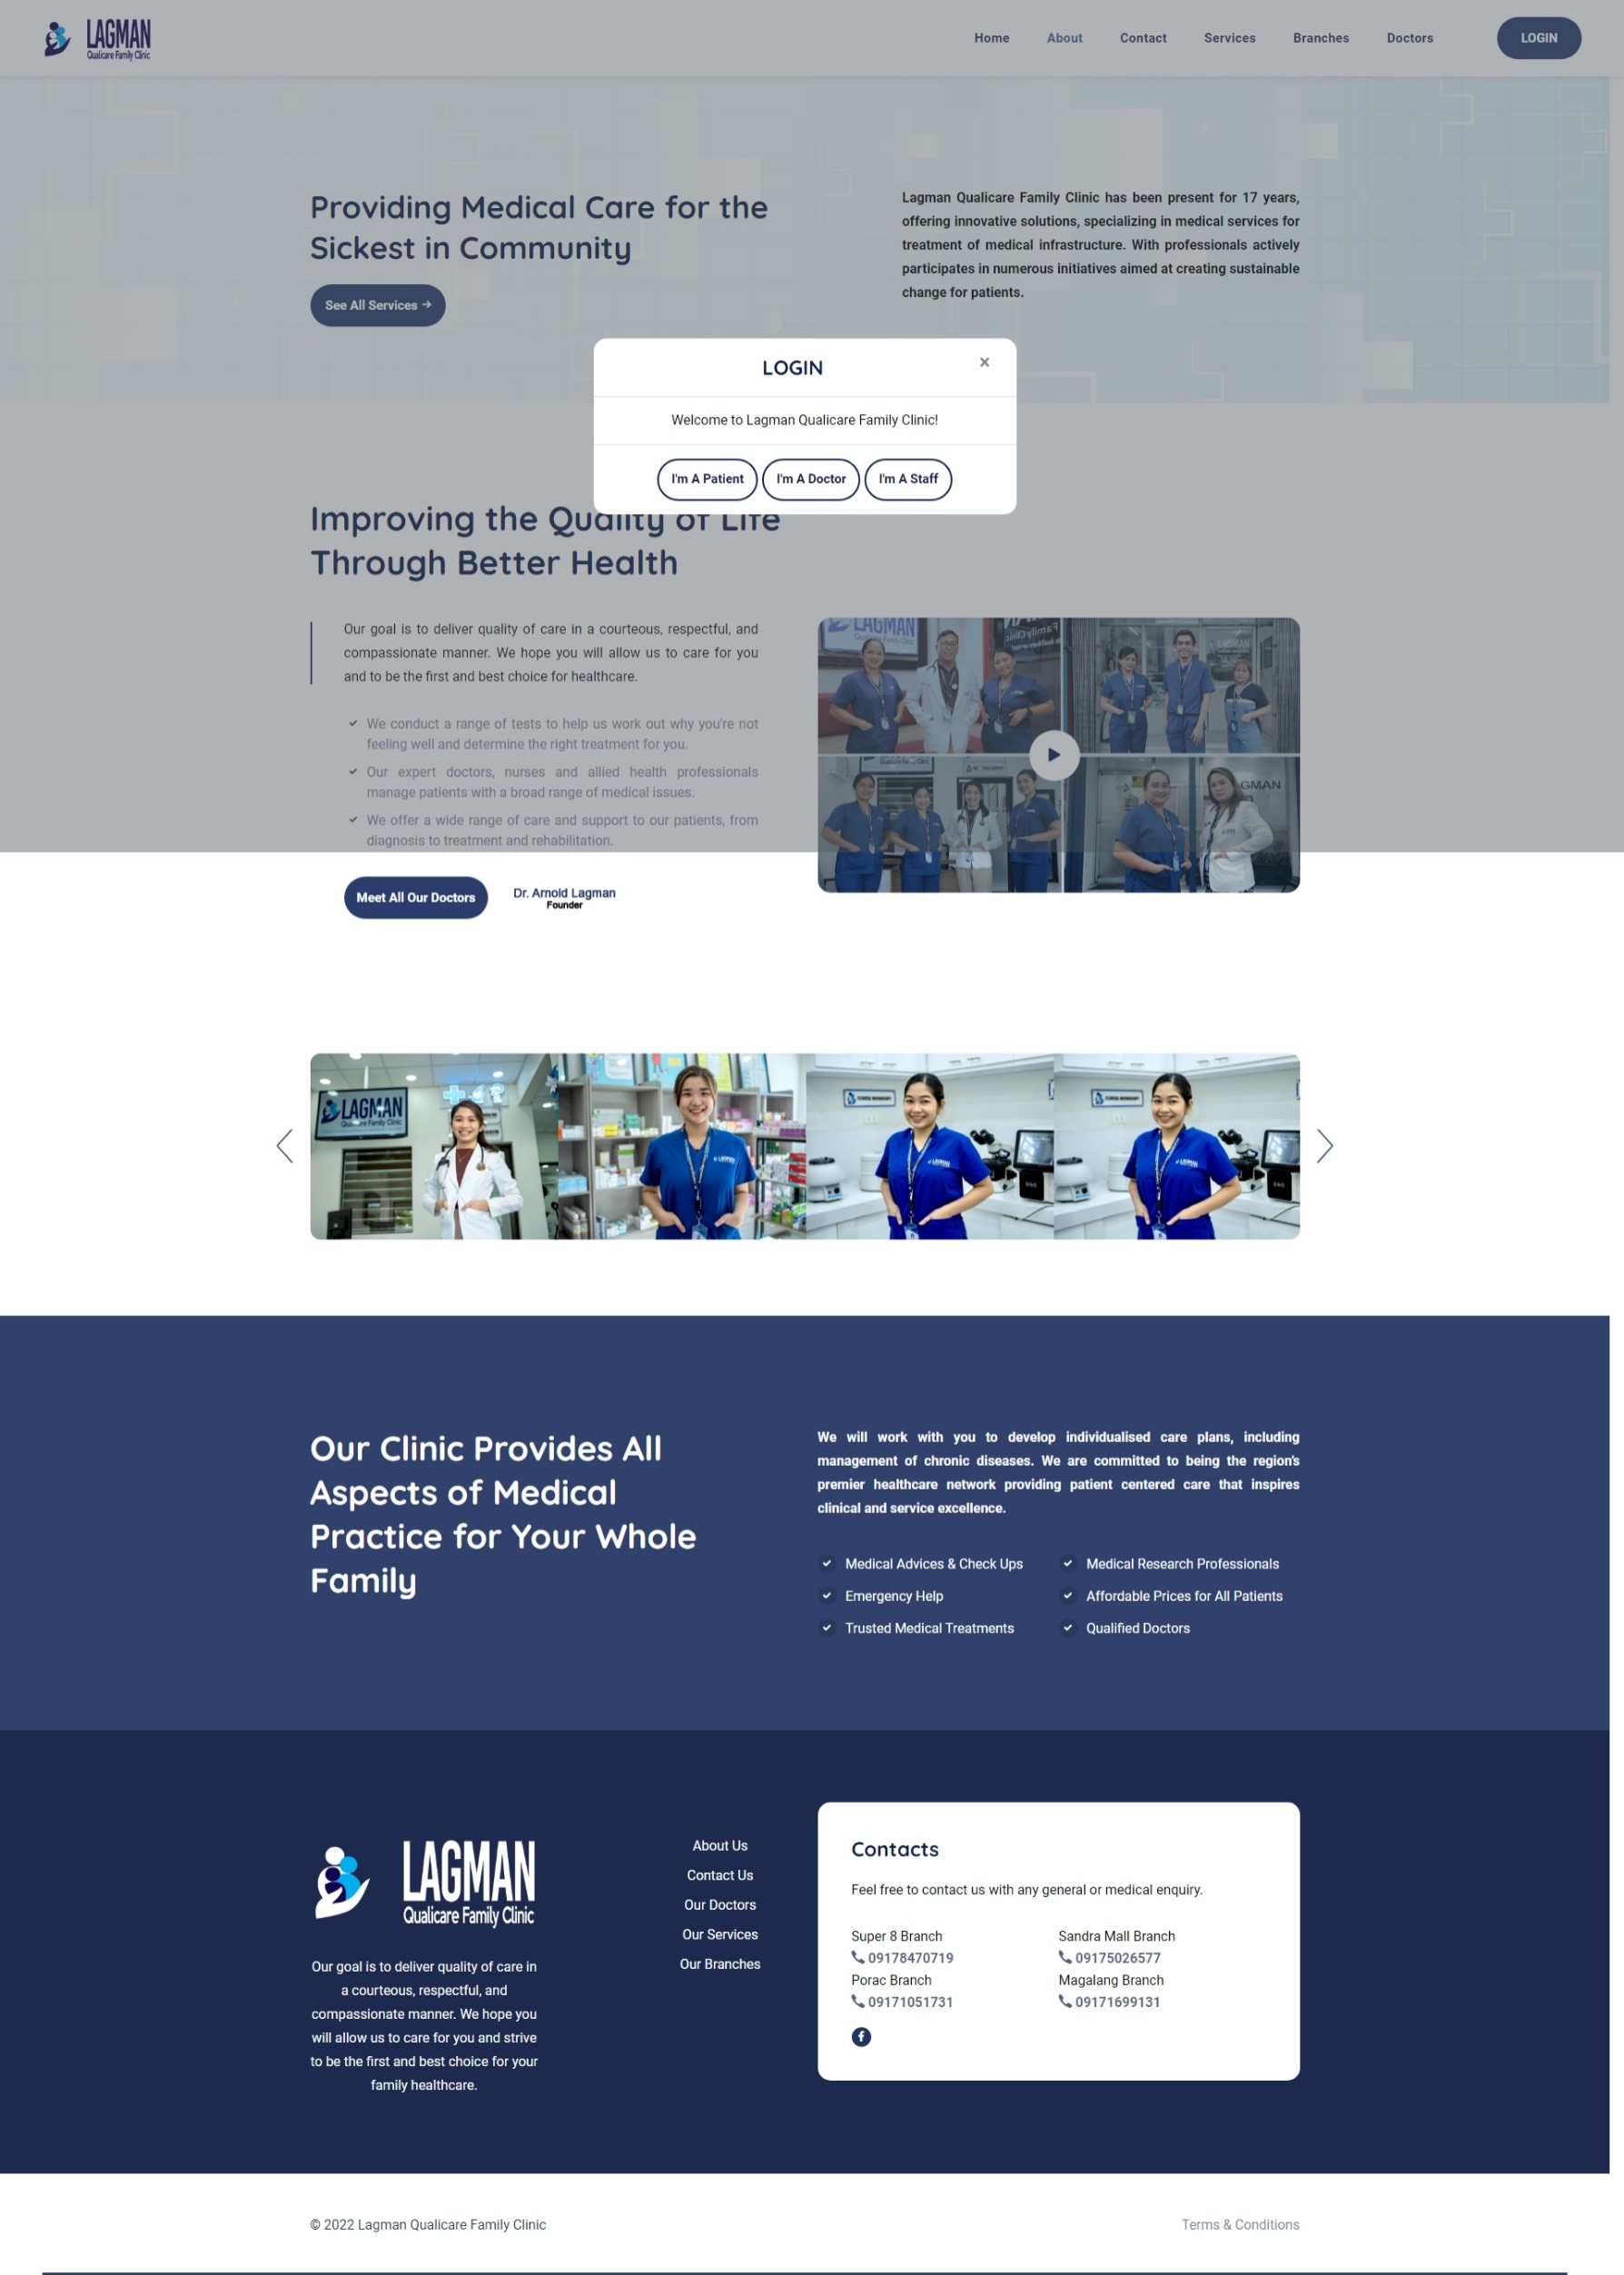 LAGMAN
Qualicare Family Clinic
Home
About
Contact
Services
Branches
Doctors
LOGIN
Providing Medical Care for the
Sickest in Community
See All Services →
Lagman Qualicare Family Clinic has been present for 17 years,
offering innovative solutions, specializing in medical services for
treatment of medical infrastructure. With professionals actively
participates in numerous initiatives aimed at creating sustainable
change for patients.
LOGIN
×
Welcome to Lagman Qualicare Family Clinic!
I'm A Patient
I'm A Doctor
I'm A Staff
Improving the Quality of Life
Through Better Health
Our goal is to deliver quality of care in a courteous, respectful, and
compassionate manner. We hope you will allow us to care for you
and to be the first and best choice for healthcare.
We conduct a range of tests to help us work out why you're not
feeling well and determine the right treatment for you.
Our expert doctors, nurses and allied health professionals
manage patients with a broad range of medical issues.
We offer a wide range of care and support to our patients, from
diagnosis to treatment and rehabilitation.
LAGMAN
GMAN
Meet All Our Doctors
Dr. Arnold Lagman
Founder
LAGMAN
Our Clinic Provides All
Aspects of Medical
Practice for Your Whole
Family
We will work with you to develop individualised care plans, including
management of chronic diseases. We are committed to being the region's
premier healthcare network providing patient centered care that inspires
clinical and service excellence.
Medical Advices & Check Ups
Emergency Help
Trusted Medical Treatments
Medical Research Professionals
Affordable Prices for All Patients
Qualified Doctors
LAGMAN
Qualicare Family Clinic
Our goal is to deliver quality of care in
a courteous, respectful, and
compassionate manner. We hope you
will allow us to care for you and strive
to be the first and best choice for your
family healthcare.
About Us
Contact Us
Our Doctors
Our Services
Our Branches
Contacts
Feel free to contact us with any general or medical enquiry.
Super 8 Branch
09178470719
Porac Branch
09171051731
Sandra Mall Branch
09175026577
Magalang Branch
09171699131
© 2022 Lagman Qualicare Family Clinic
Terms & Conditions